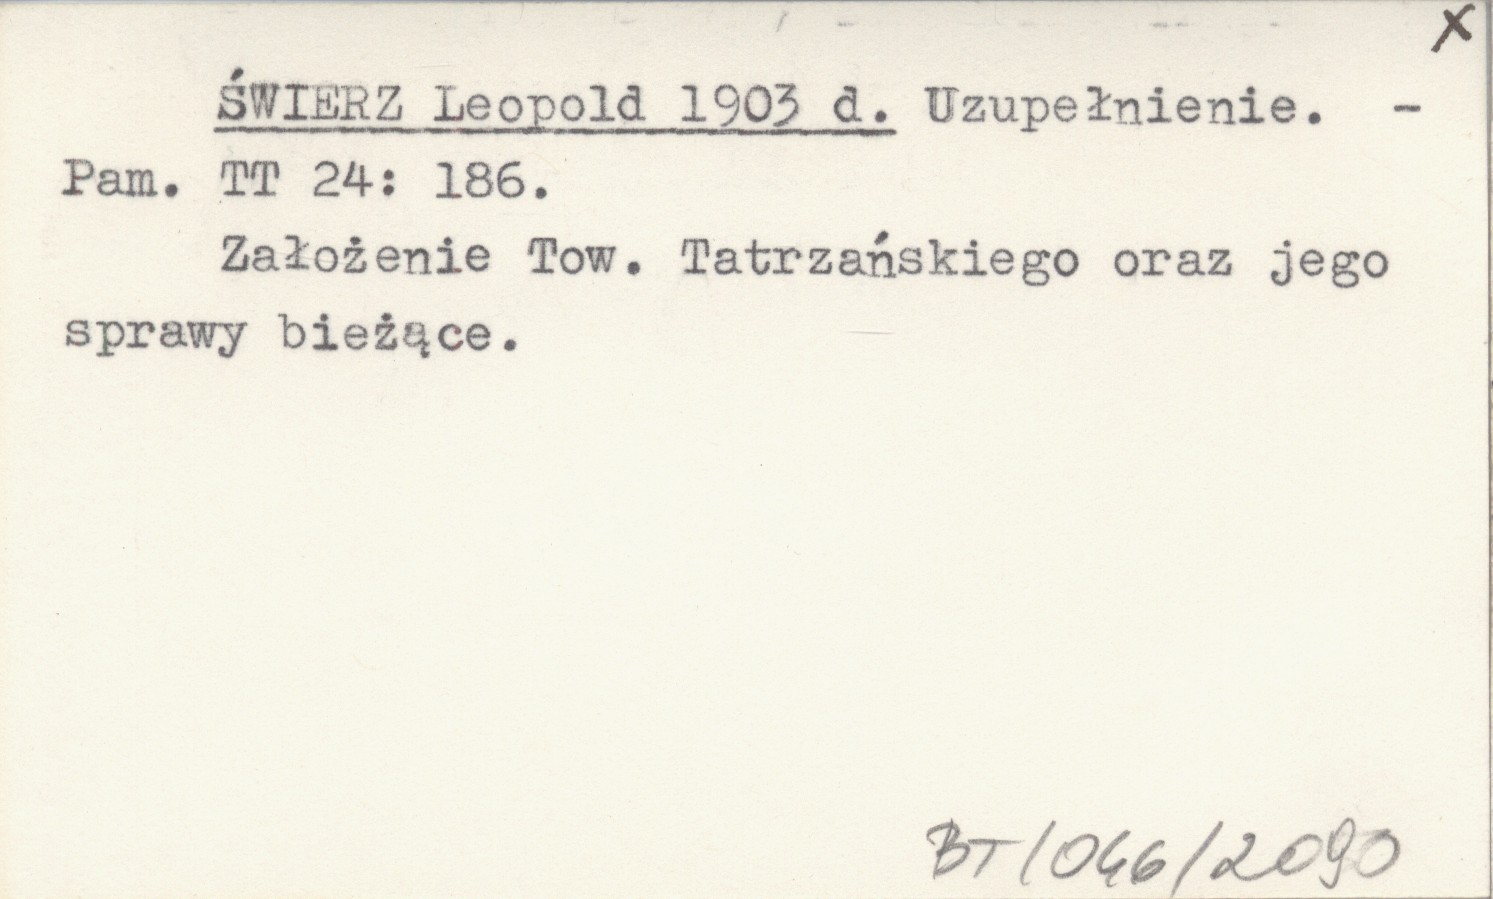 x
ŚWIERZ Leopold 1903 d. Uzupełnienie. -
Pam. TT 24: 186.
Założenie Tow. Tatrzańskiego oraz jego
sprawy bieżące.
BT/046/2090